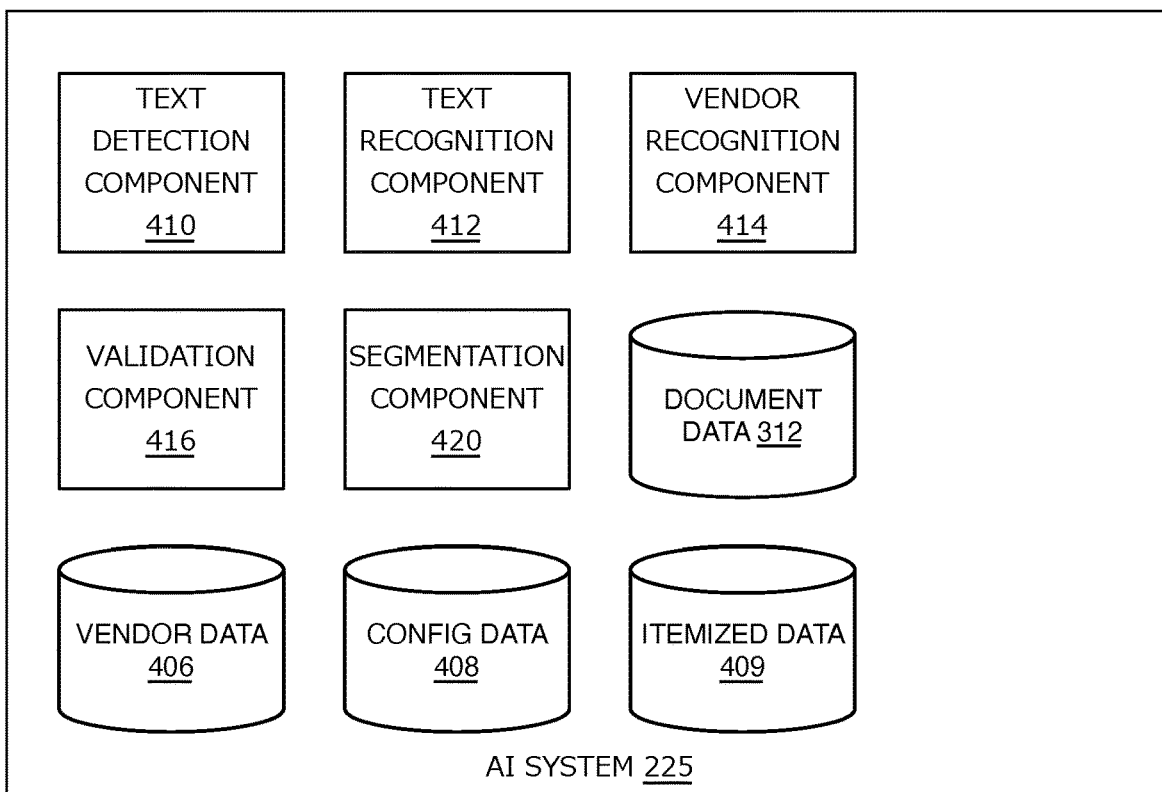 TEXT
DETECTION
COMPONENT
410
TEXT
RECOGNITION
COMPONENT
412
VENDOR
RECOGNITION
COMPONENT
414
VALIDATION
COMPONENT
416
SEGMENTATION
COMPONENT
420
DOCUMENT
DATA 312
VENDOR DATA
406
CONFIG DATA
408
ITEMIZED DATA
409
AI SYSTEM 225